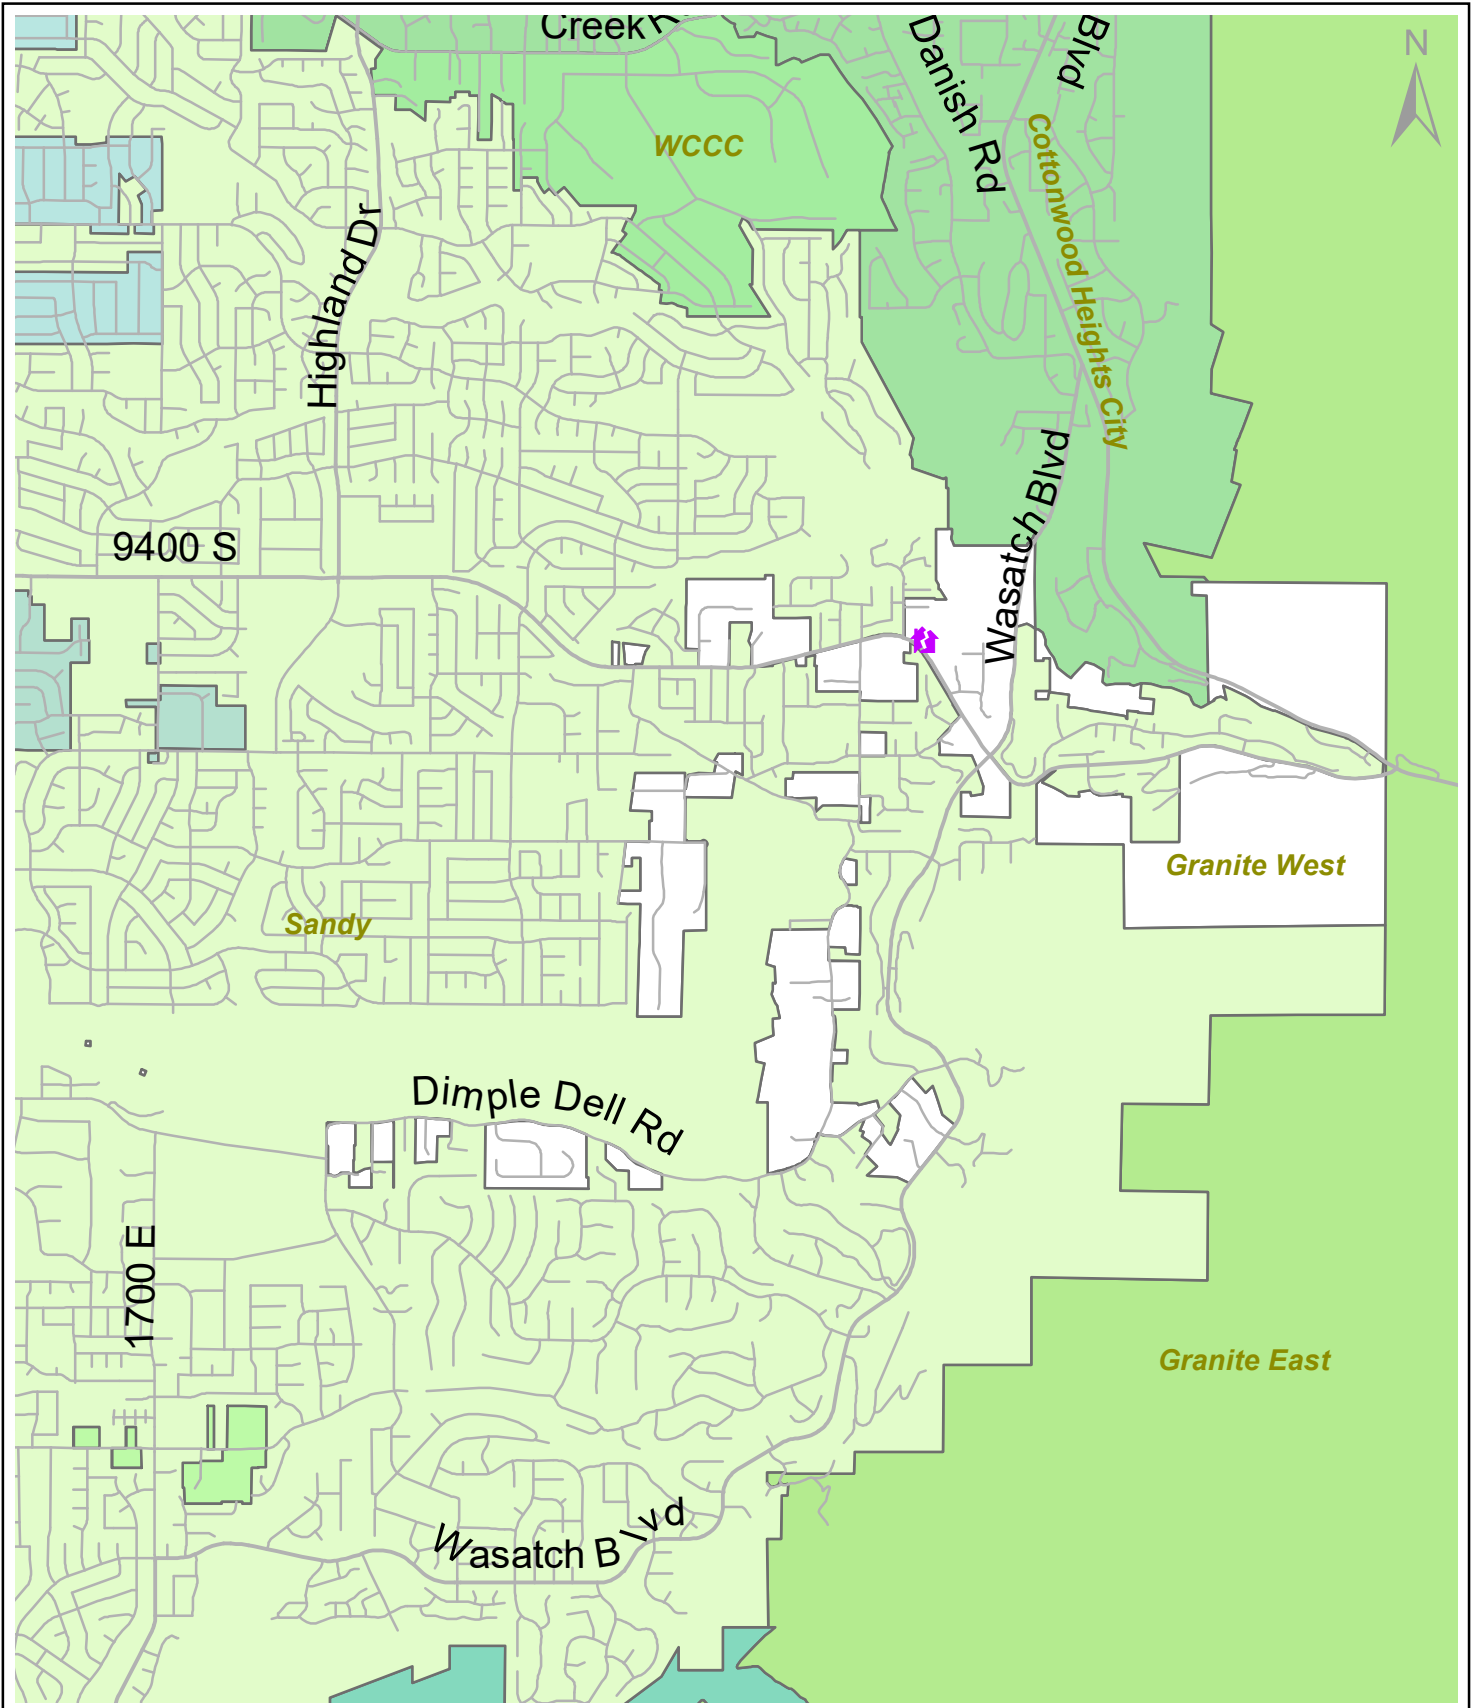 Creek R
Danish Rd
Blvd
N
WCCC
Cottonwood Heights City
Highland Dr
Wasatch Blvd
9400 S
Granite West
Sandy
Dimple Dell Rd
1700 E
Granite East
Wasatch Blvd